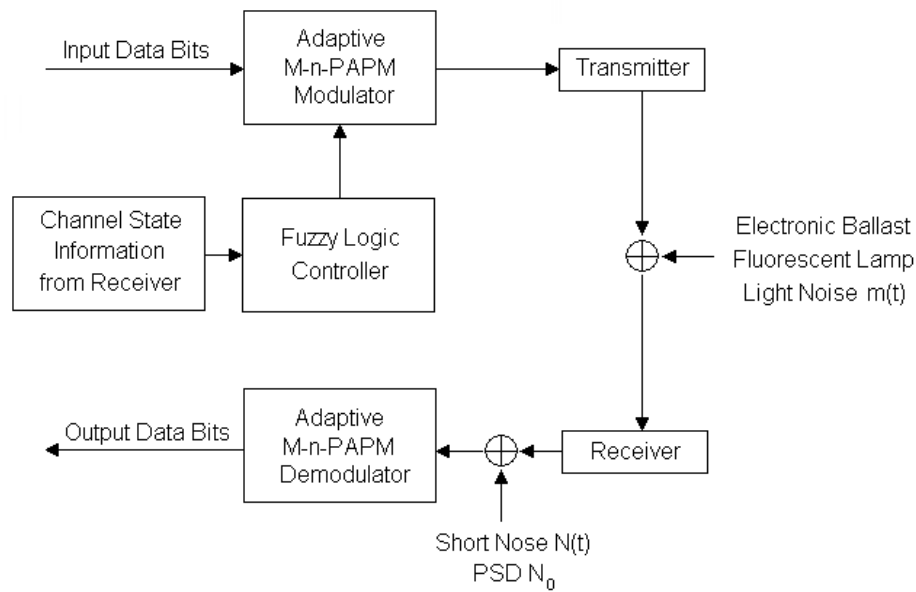 Input Data Bits
Adaptive
M-n-PAPM
Modulator
Transmitter
Channel State
Information
from Receiver
Fuzzy Logic
Controller
Electronic Ballast
Fluorescent Lamp
Light Noise m(t)
Output Data Bits
Adaptive
M-n-PAPM
Demodulator
Receiver
Short Nose N(t)
PSD N₀